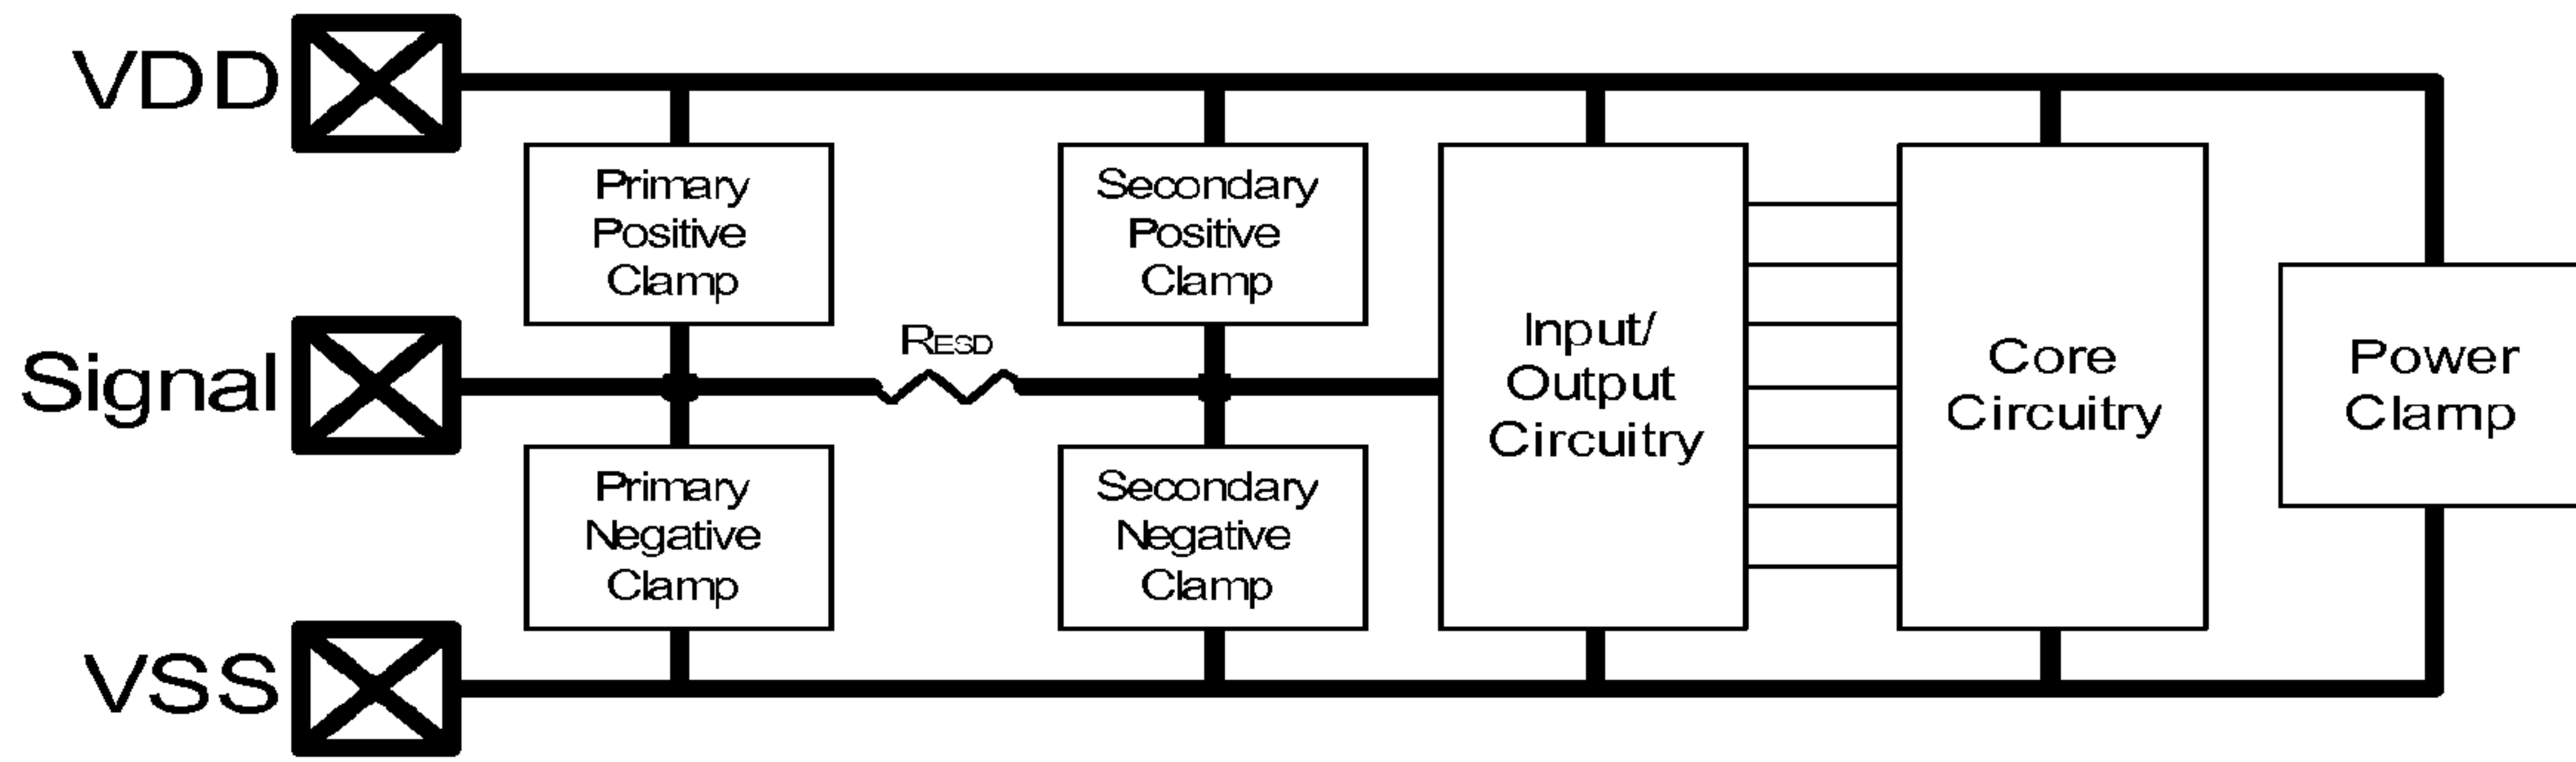 VDD
Primary
Positive
Clamp
Secondary
Positive
Clamp
Signal
RESD
Input/
Output
Circuitry
Core
Circuitry
Power
Clamp
Primary
Negative
Clamp
Secondary
Negative
Clamp
VSS